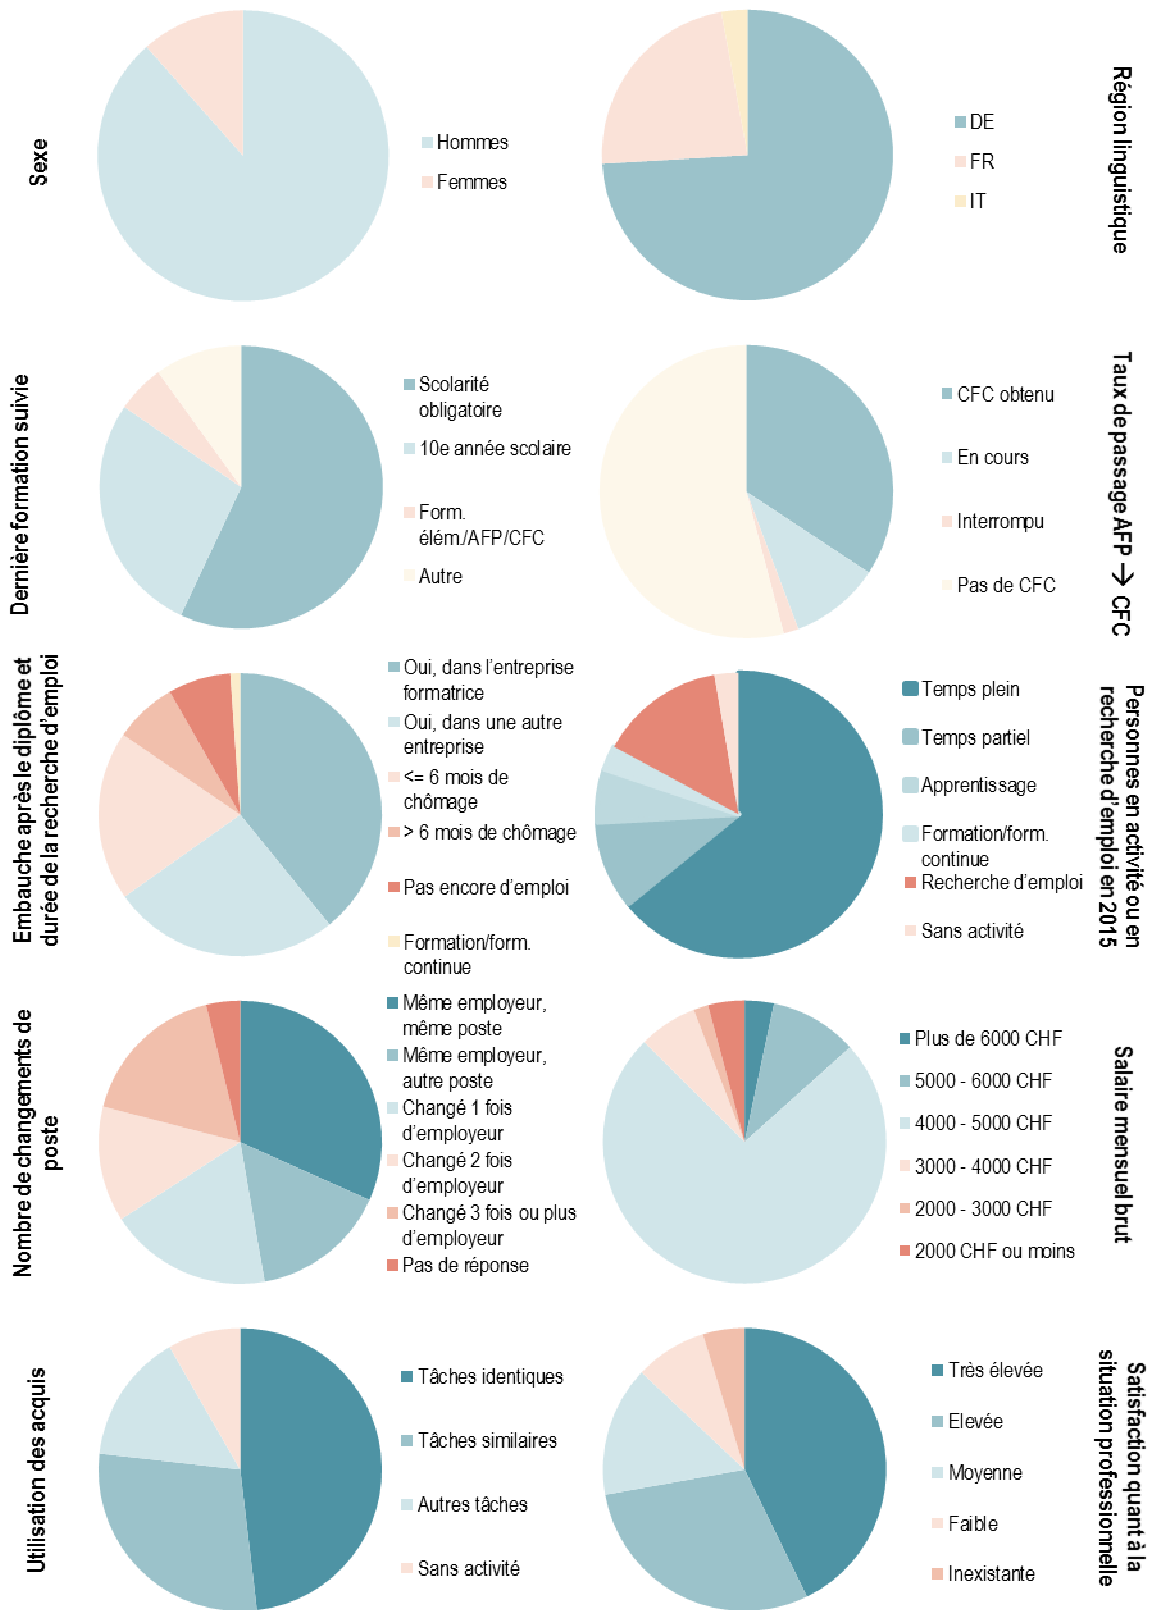 Sexe
Hommes
Femmes
DE
FR
IT
Région linguistique
Dernière formation suivie
Scolarité
obligatoire
10e année scolaire
Form.
élém./AFP/CFC
Autre
CFC obtenu
En cours
Interrompu
Pas de CFC
Taux de passage AFP → CFC
Embauche après le diplôme et
durée de la recherche d'emploi
Oui, dans l'entreprise
formatrice
Oui, dans une autre
entreprise
<= 6 mois de
chômage
> 6 mois de chômage
Pas encore d'emploi
Formation/form.
continue
Temps plein
Temps partiel
Apprentissage
Formation/form.
continue
Recherche d'emploi
Sans activité
Personnes en activité ou en
recherche d'emploi en 2015
Nombre de changements de
poste
Même employeur,
même poste
Même employeur,
autre poste
Changé 1 fois
d'employeur
Changé 2 fois
d'employeur
Changé 3 fois ou plus
d'employeur
Pas de réponse
Plus de 6000 CHF
5000 - 6000 CHF
4000 - 5000 CHF
3000 - 4000 CHF
2000 - 3000 CHF
2000 CHF ou moins
Salaire mensuel brut
Utilisation des acquis
Tâches identiques
Tâches similaires
Autres tâches
Sans activité
Très élevée
Elevée
Moyenne
Faible
Inexistante
Satisfaction quant à la
situation professionnelle